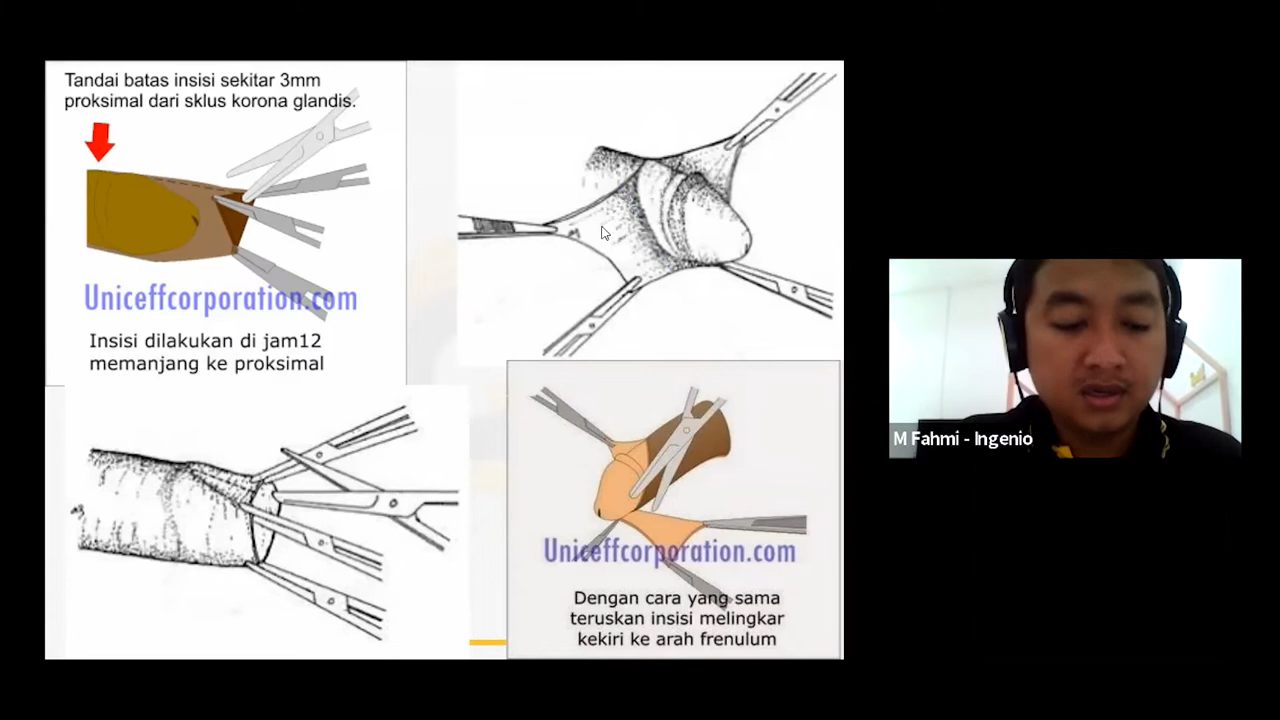 Tandai batas insisi sekitar 3mm
proksimal dari sklus korona glandis.
Uniceffcorporation.com
Insisi dilakukan di jam12
memanjang ke proksimal
Uniceffcorporation.com
Dengan cara yang sama
teruskan insisi melingkar
kekiri ke arah frenulum
M Fahmi - Ingenio